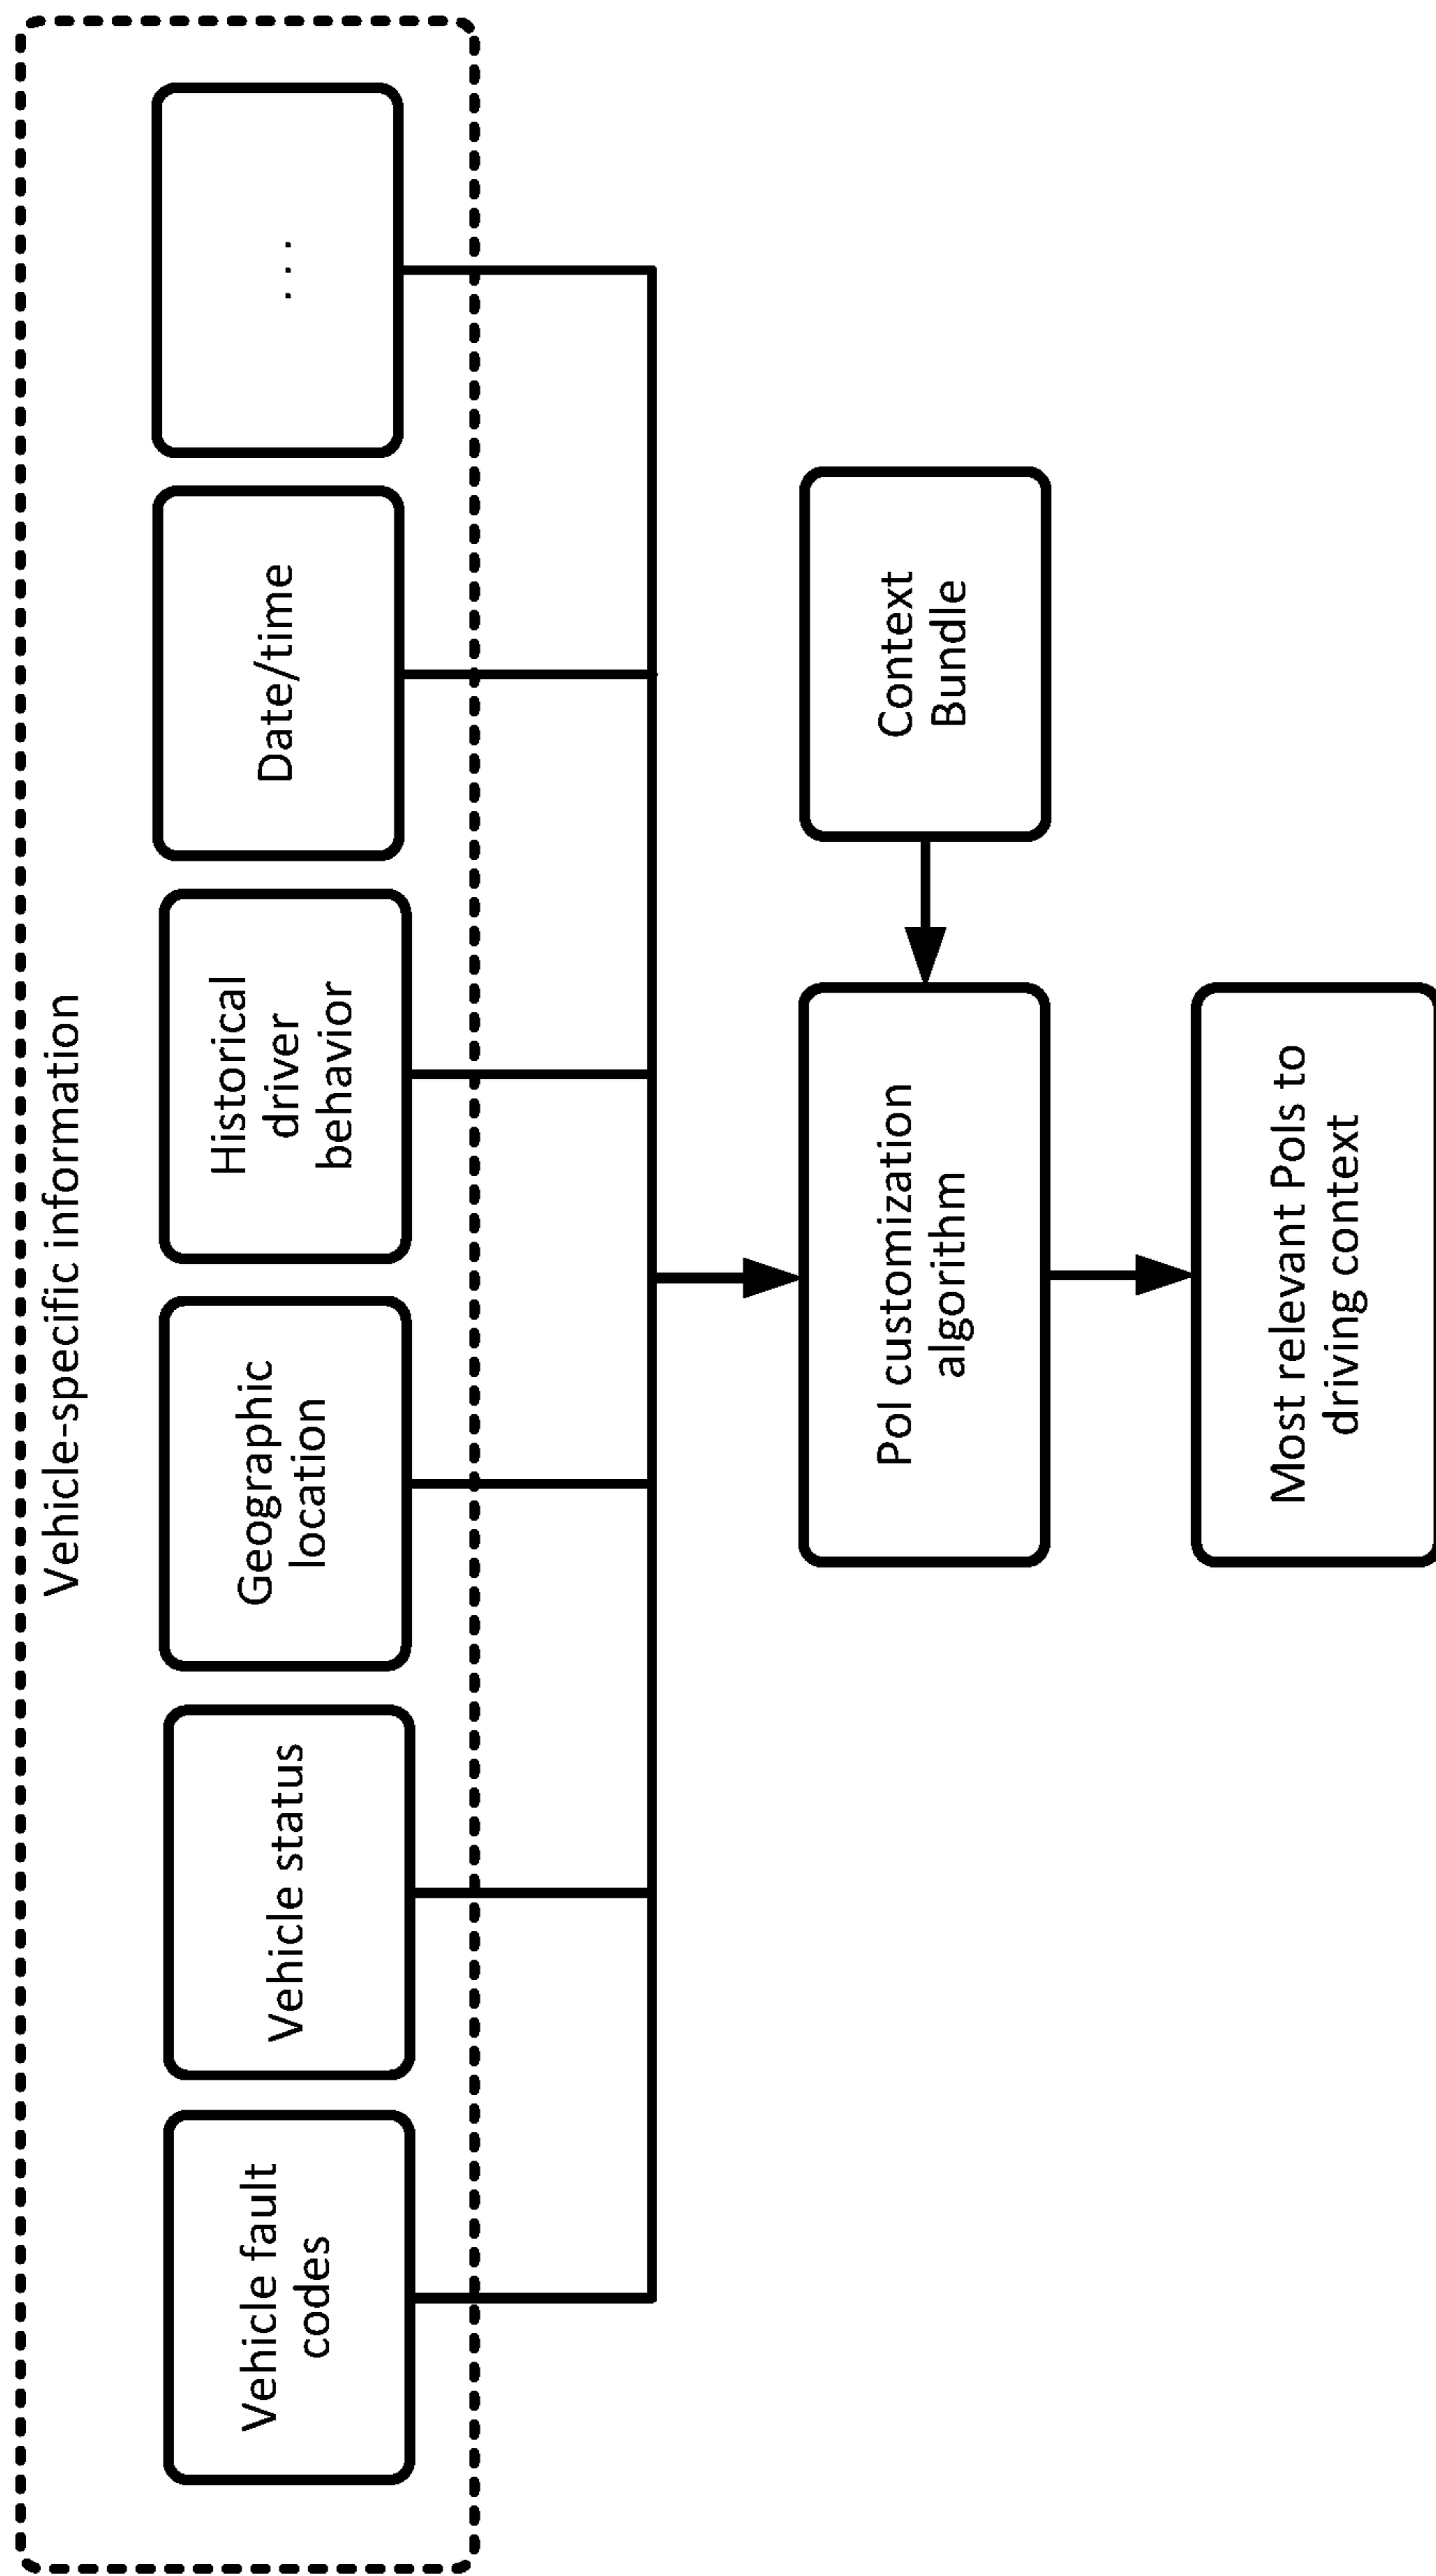 Vehicle-specific information
Vehicle fault
codes
Vehicle status
Geographic
location
Historical
driver
behavior
Date/time
. . .
PoI customization
algorithm
Context
Bundle
Most relevant PoIs to
driving context